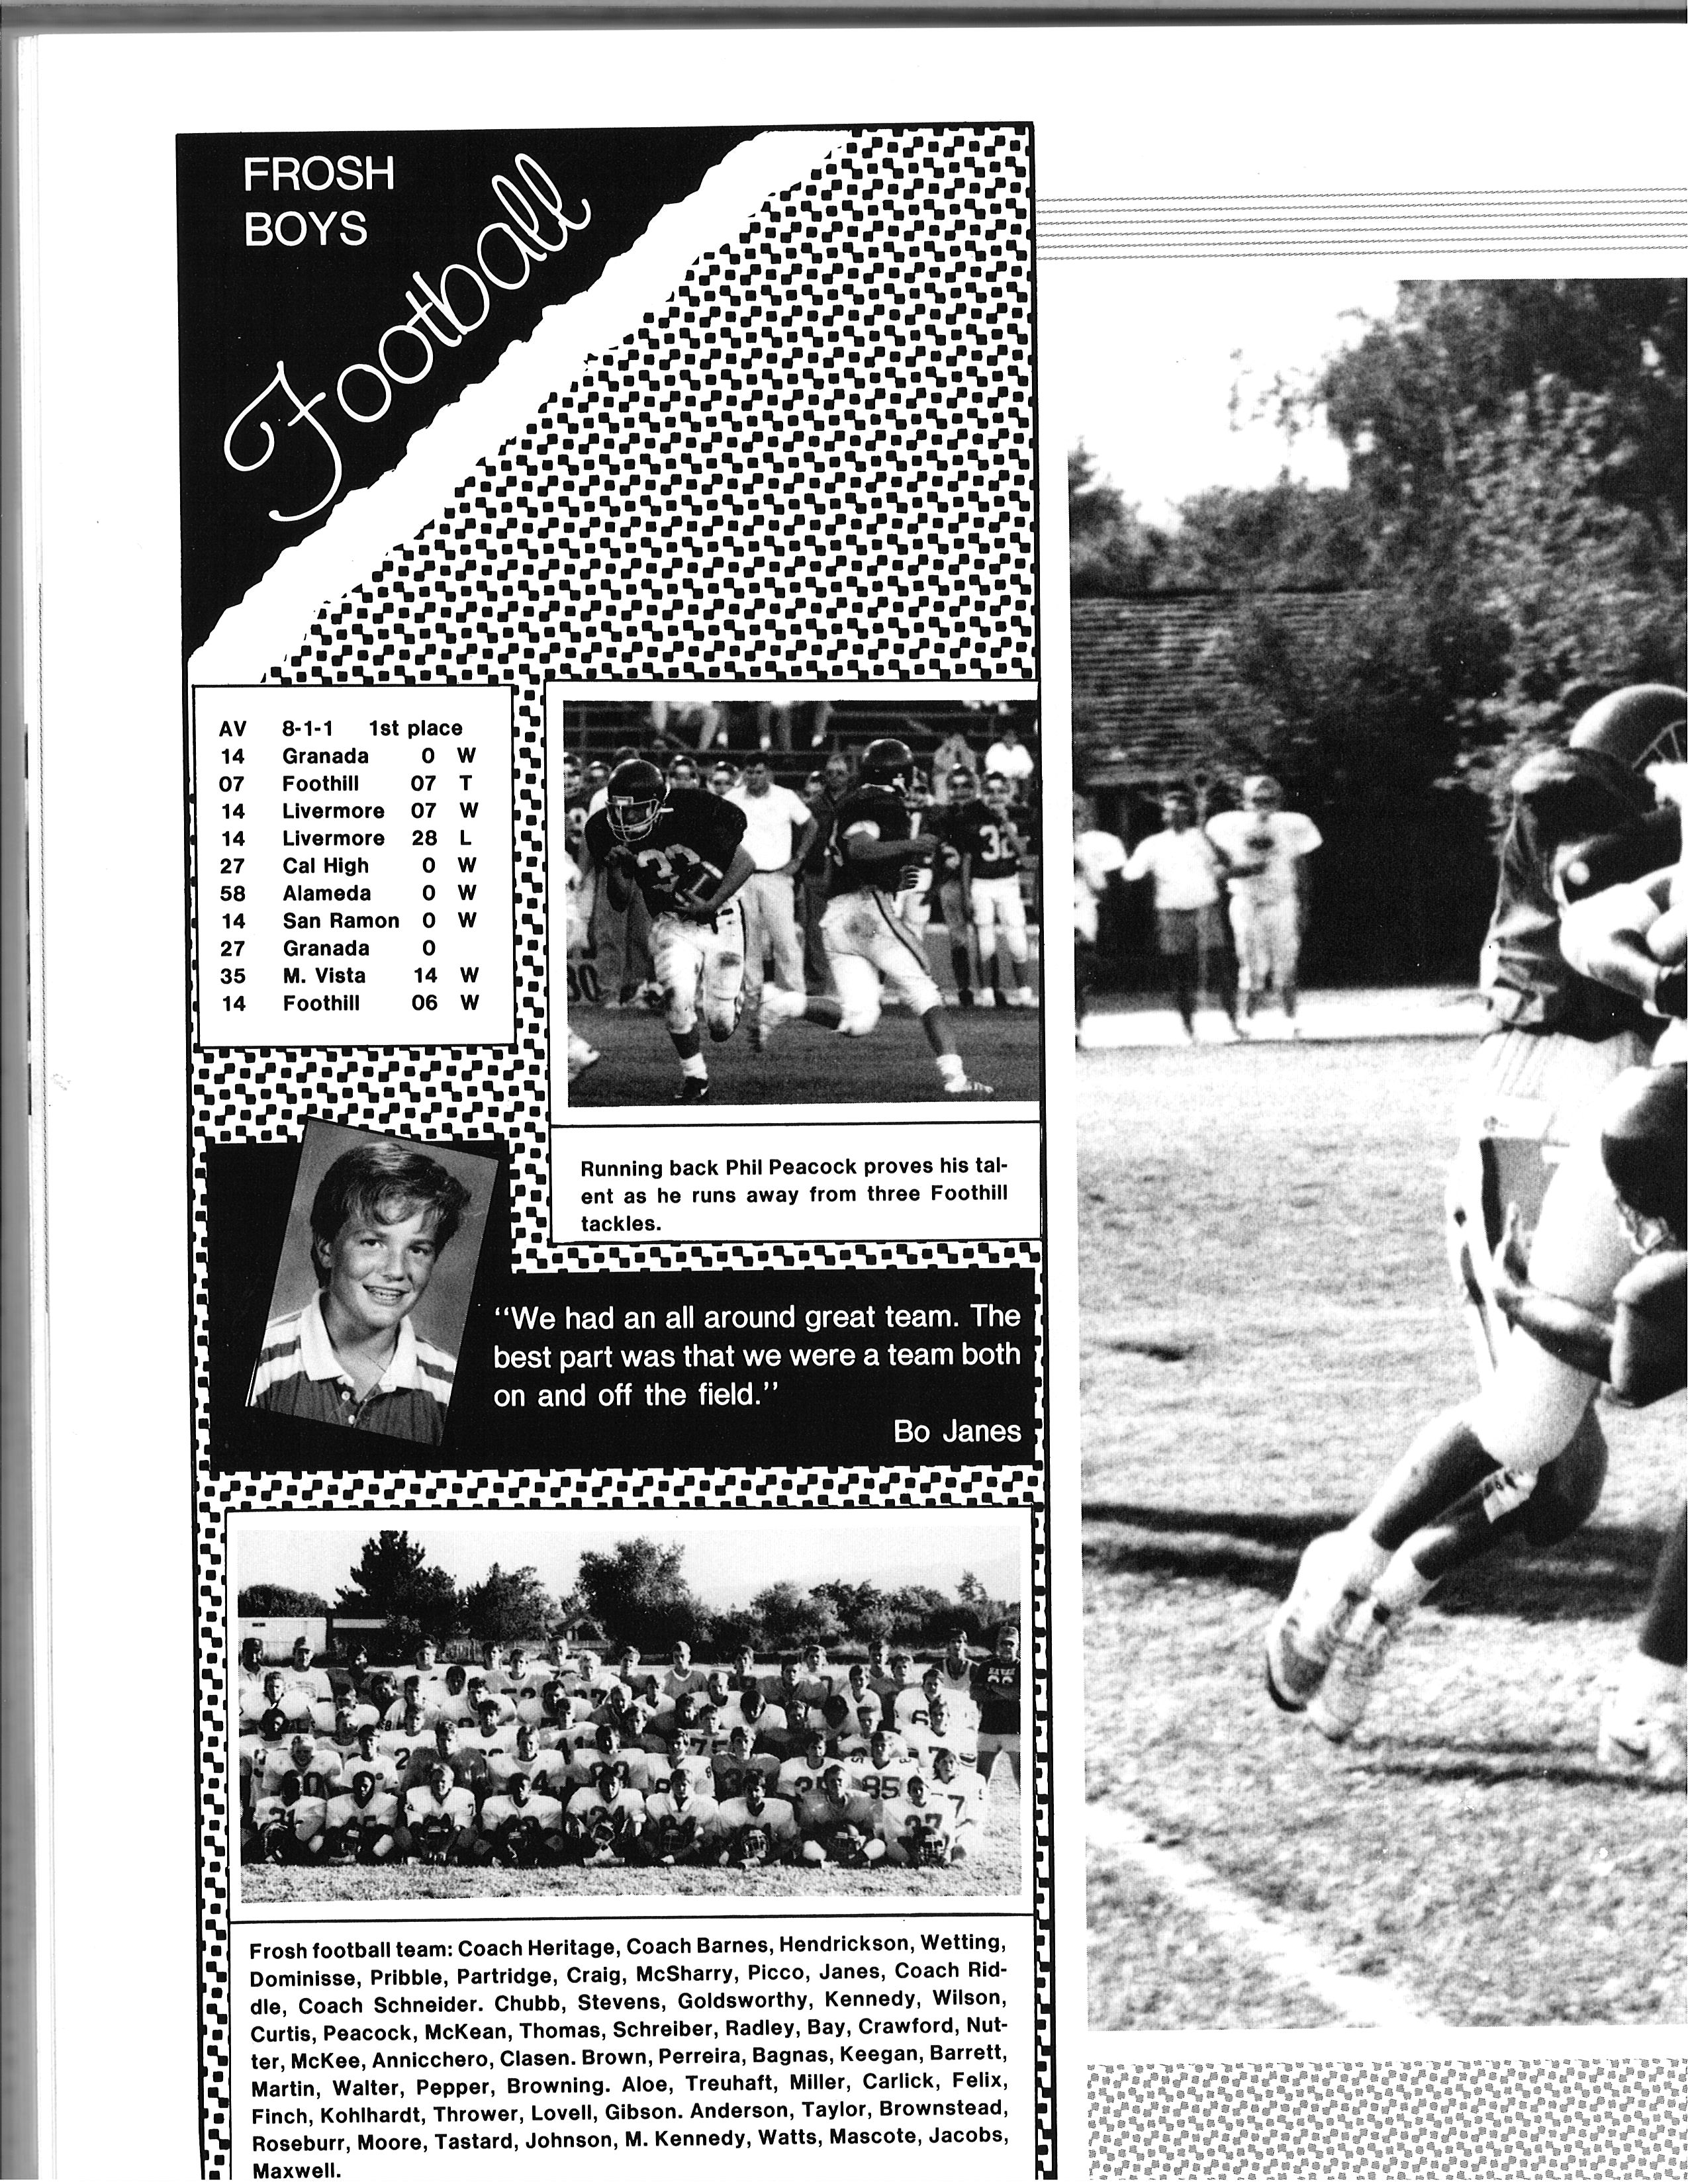 FROSH
BOYS
Football
AV 8-1-1 1st place
14 Granada 0 W
07 Foothill 07 T
14 Livermore 07 W
14 Livermore 28 L
27 Cal High 0 W
58 Alameda 0 W
14 San Ramon 0 W
27 Granada 0
35 M. Vista 14 W
14 Foothill 06 W
Running back Phil Peacock proves his tal-
ent as he runs away from three Foothill
tackles.
"We had an all around great team. The
best part was that we were a team both
on and off the field."
Bo Janes
Frosh football team: Coach Heritage, Coach Barnes, Hendrickson, Wetting,
Dominisse, Pribble, Partridge, Craig, McSharry, Picco, Janes, Coach Rid-
dle, Coach Schneider. Chubb, Stevens, Goldsworthy, Kennedy, Wilson,
Curtis, Peacock, McKean, Thomas, Schreiber, Radley, Bay, Crawford, Nut-
ter, McKee, Annicchero, Clasen. Brown, Perreira, Bagnas, Keegan, Barrett,
Martin, Walter, Pepper, Browning. Aloe, Treuhaft, Miller, Carlick, Felix,
Finch, Kohlhardt, Thrower, Lovell, Gibson. Anderson, Taylor, Brownstead,
Roseburr, Moore, Tastard, Johnson, M. Kennedy, Watts, Mascote, Jacobs,
Maxwell.